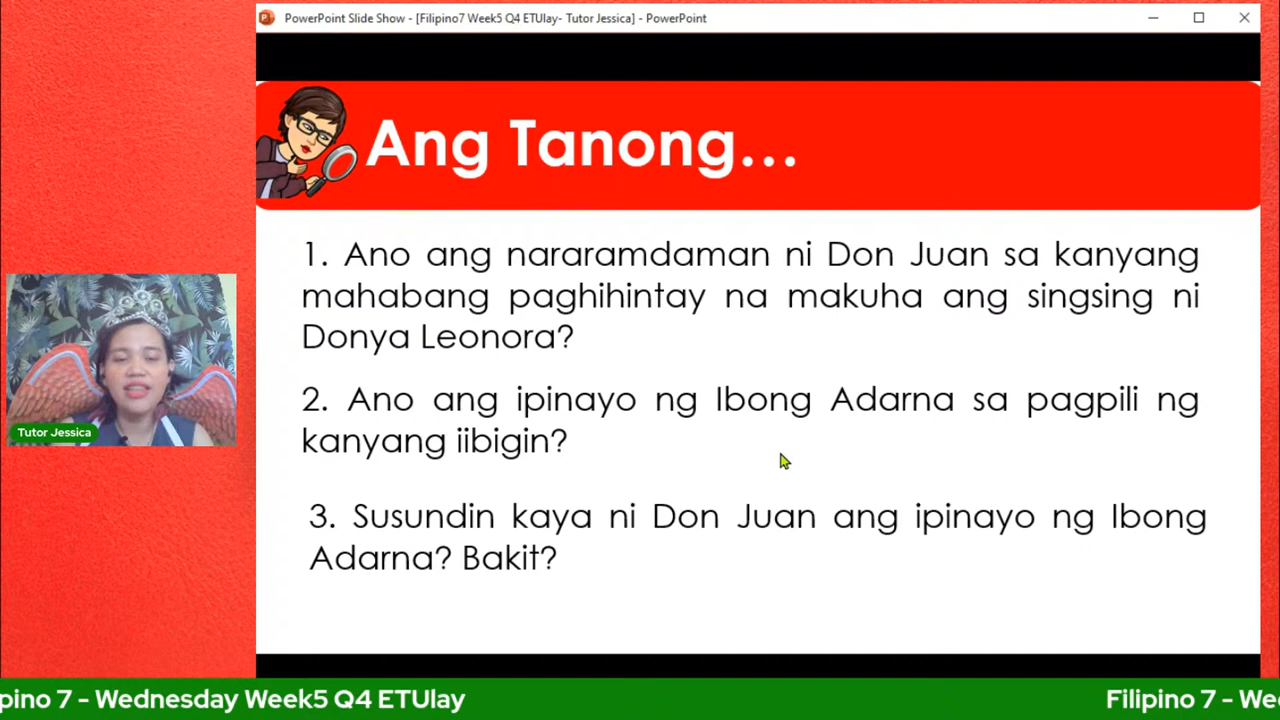 PowerPoint Slide Show - [Filipino7 Week5 Q4 ETUlay- Tutor Jessica] - PowerPoint
Ang Tanong...
1. Ano ang nararamdaman ni Don Juan sa kanyang
mahabang paghihintay na makuha ang singsing ni
Donya Leonora?
2. Ano ang ipinayo ng Ibong Adarna sa pagpili ng
kanyang iibigin?
3. Susundin kaya ni Don Juan ang ipinayo ng Ibong
Adarna? Bakit?
Tutor Jessica
pino 7 - Wednesday Week5 Q4 ETUlay
Filipino 7 - We